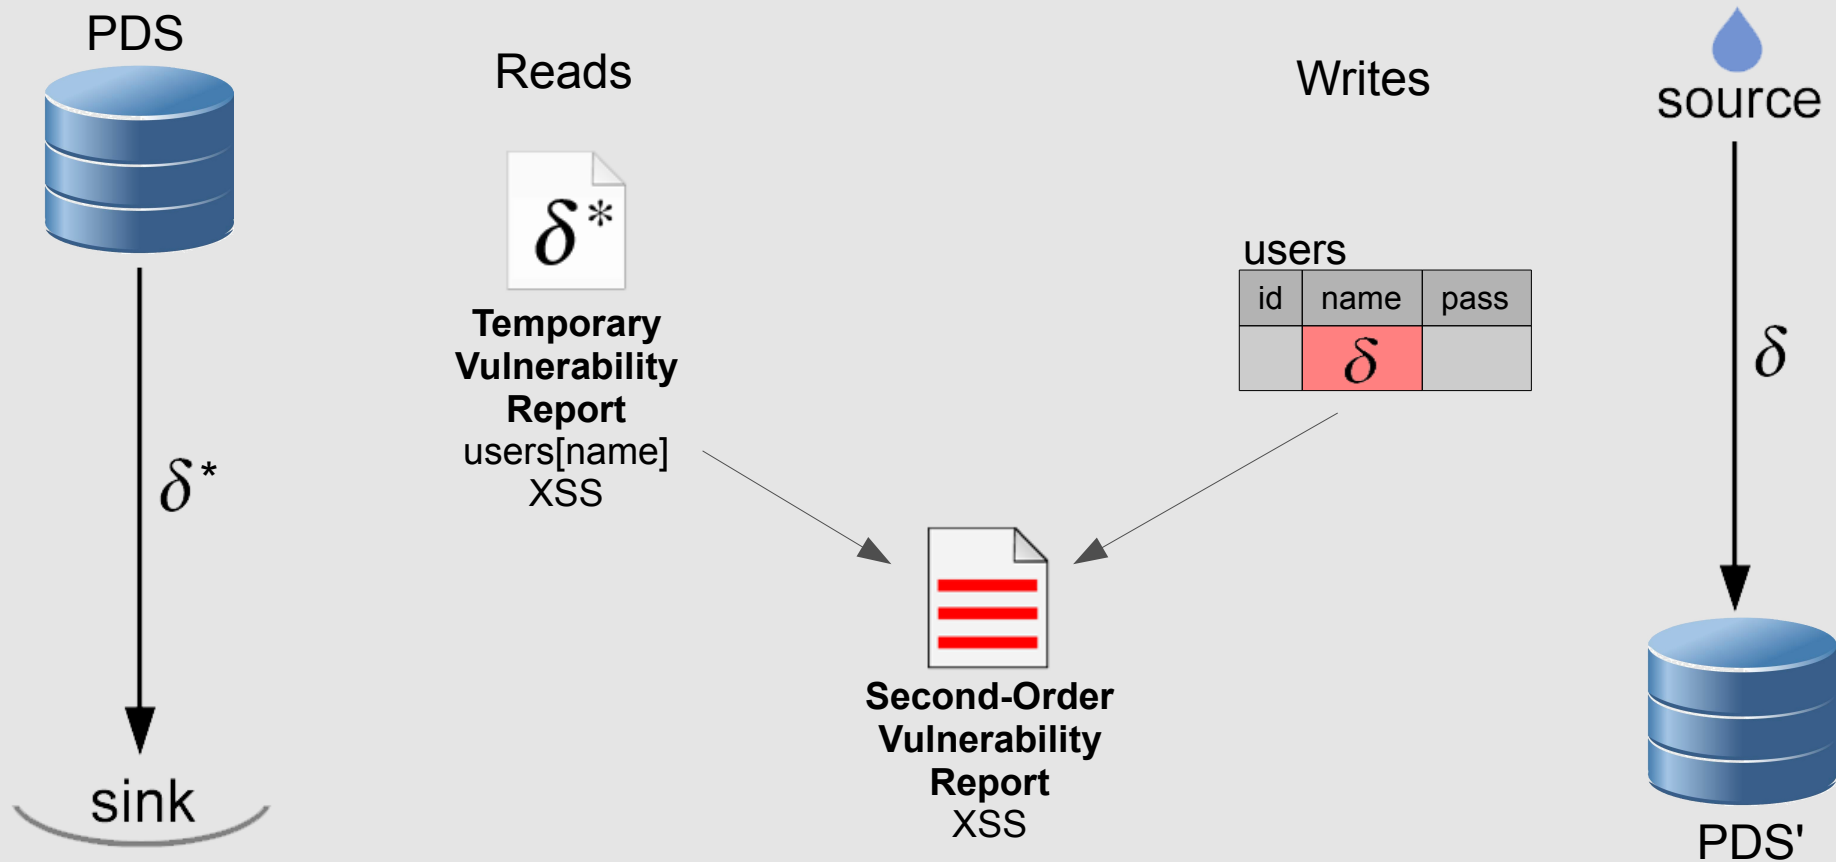 PDS
δ*
sink
Reads
δ*
Temporary
Vulnerability
Report
users[name]
XSS
Second-Order
Vulnerability
Report
XSS
Writes
users
id name pass
δ
source
δ
PDS'